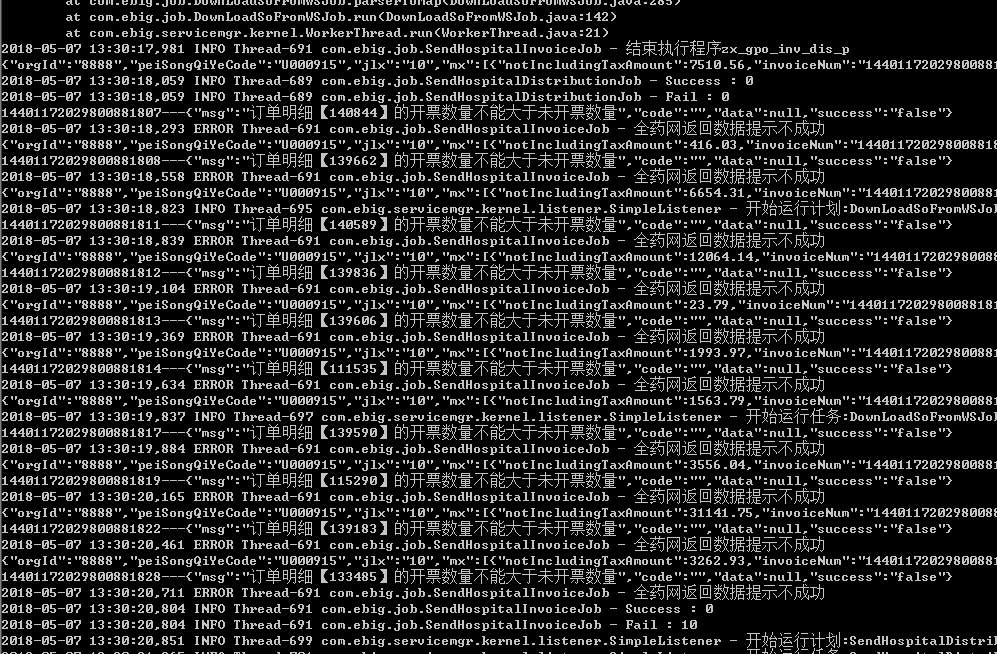 at com.ebig.job.DownLoadSoFromWSJob.parserToMap(DownLoadSoFromWSJob.java:285)
at com.ebig.job.DownLoadSoFromWSJob.run(DownLoadSoFromWSJob.java:142)
at com.ebig.servicemgr.kernel.WorkerThread.run(WorkerThread.java:21)
2018-05-07 13:30:17,981 INFO Thread-691 com.ebig.job.SendHospitalInvoiceJob - 结束执行程序zx_gpo_inv_dis_p
{"orgId":"8888","peiSongQiYeCode":"U000915","jlx":"10","mx":[{"notIncludingTaxAmount":7510.56,"invoiceNum":"14401172029800881
2018-05-07 13:30:18,059 INFO Thread-689 com.ebig.job.SendHospitalDistributionJob - Success : 0
2018-05-07 13:30:18,059 INFO Thread-689 com.ebig.job.SendHospitalDistributionJob - Fail : 0
14401172029800881807---{"msg":"订单明细【140844】的开票数量不能大于未开票数量","code":"","data":null,"success":"false"}
2018-05-07 13:30:18,293 ERROR Thread-691 com.ebig.job.SendHospitalInvoiceJob - 全药网返回数据提示不成功
{"orgId":"8888","peiSongQiYeCode":"U000915","jlx":"10","mx":[{"notIncludingTaxAmount":416.03,"invoiceNum":"144011720298008818
14401172029800881808---{"msg":"订单明细【139662】的开票数量不能大于未开票数量","code":"","data":null,"success":"false"}
2018-05-07 13:30:18,558 ERROR Thread-691 com.ebig.job.SendHospitalInvoiceJob - 全药网返回数据提示不成功
{"orgId":"8888","peiSongQiYeCode":"U000915","jlx":"10","mx":[{"notIncludingTaxAmount":6654.31,"invoiceNum":"14401172029800881
2018-05-07 13:30:18,823 INFO Thread-695 com.ebig.servicemgr.kernel.listener.SimpleListener - 开始运行计划:DownLoadSoFromWSJo
14401172029800881811---{"msg":"订单明细【140589】的开票数量不能大于未开票数量","code":"","data":null,"success":"false"}
2018-05-07 13:30:18,839 ERROR Thread-691 com.ebig.job.SendHospitalInvoiceJob - 全药网返回数据提示不成功
{"orgId":"8888","peiSongQiYeCode":"U000915","jlx":"10","mx":[{"notIncludingTaxAmount":12064.14,"invoiceNum":"1440117202980088
14401172029800881812---{"msg":"订单明细【139836】的开票数量不能大于未开票数量","code":"","data":null,"success":"false"}
2018-05-07 13:30:19,104 ERROR Thread-691 com.ebig.job.SendHospitalInvoiceJob - 全药网返回数据提示不成功
{"orgId":"8888","peiSongQiYeCode":"U000915","jlx":"10","mx":[{"notIncludingTaxAmount":23.79,"invoiceNum":"1440117202980088181
14401172029800881813---{"msg":"订单明细【139606】的开票数量不能大于未开票数量","code":"","data":null,"success":"false"}
2018-05-07 13:30:19,369 ERROR Thread-691 com.ebig.job.SendHospitalInvoiceJob - 全药网返回数据提示不成功
{"orgId":"8888","peiSongQiYeCode":"U000915","jlx":"10","mx":[{"notIncludingTaxAmount":1993.97,"invoiceNum":"14401172029800881
14401172029800881814---{"msg":"订单明细【111535】的开票数量不能大于未开票数量","code":"","data":null,"success":"false"}
2018-05-07 13:30:19,634 ERROR Thread-691 com.ebig.job.SendHospitalInvoiceJob - 全药网返回数据提示不成功
{"orgId":"8888","peiSongQiYeCode":"U000915","jlx":"10","mx":[{"notIncludingTaxAmount":1563.79,"invoiceNum":"14401172029800881
2018-05-07 13:30:19,837 INFO Thread-697 com.ebig.servicemgr.kernel.listener.SimpleListener - 开始运行任务:DownLoadSoFromWSJo
14401172029800881817---{"msg":"订单明细【139590】的开票数量不能大于未开票数量","code":"","data":null,"success":"false"}
2018-05-07 13:30:19,884 ERROR Thread-691 com.ebig.job.SendHospitalInvoiceJob - 全药网返回数据提示不成功
{"orgId":"8888","peiSongQiYeCode":"U000915","jlx":"10","mx":[{"notIncludingTaxAmount":3556.04,"invoiceNum":"14401172029800881
14401172029800881819---{"msg":"订单明细【115290】的开票数量不能大于未开票数量","code":"","data":null,"success":"false"}
2018-05-07 13:30:20,165 ERROR Thread-691 com.ebig.job.SendHospitalInvoiceJob - 全药网返回数据提示不成功
{"orgId":"8888","peiSongQiYeCode":"U000915","jlx":"10","mx":[{"notIncludingTaxAmount":31141.75,"invoiceNum":"1440117202980088
14401172029800881822---{"msg":"订单明细【139183】的开票数量不能大于未开票数量","code":"","data":null,"success":"false"}
2018-05-07 13:30:20,461 ERROR Thread-691 com.ebig.job.SendHospitalInvoiceJob - 全药网返回数据提示不成功
{"orgId":"8888","peiSongQiYeCode":"U000915","jlx":"10","mx":[{"notIncludingTaxAmount":3262.93,"invoiceNum":"14401172029800881
14401172029800881828---{"msg":"订单明细【133485】的开票数量不能大于未开票数量","code":"","data":null,"success":"false"}
2018-05-07 13:30:20,711 ERROR Thread-691 com.ebig.job.SendHospitalInvoiceJob - 全药网返回数据提示不成功
2018-05-07 13:30:20,804 INFO Thread-691 com.ebig.job.SendHospitalInvoiceJob - Success : 0
2018-05-07 13:30:20,804 INFO Thread-691 com.ebig.job.SendHospitalInvoiceJob - Fail : 10
2018-05-07 13:30:20,851 INFO Thread-699 com.ebig.servicemgr.kernel.listener.SimpleListener - 开始运行计划:SendHospitalDistrib